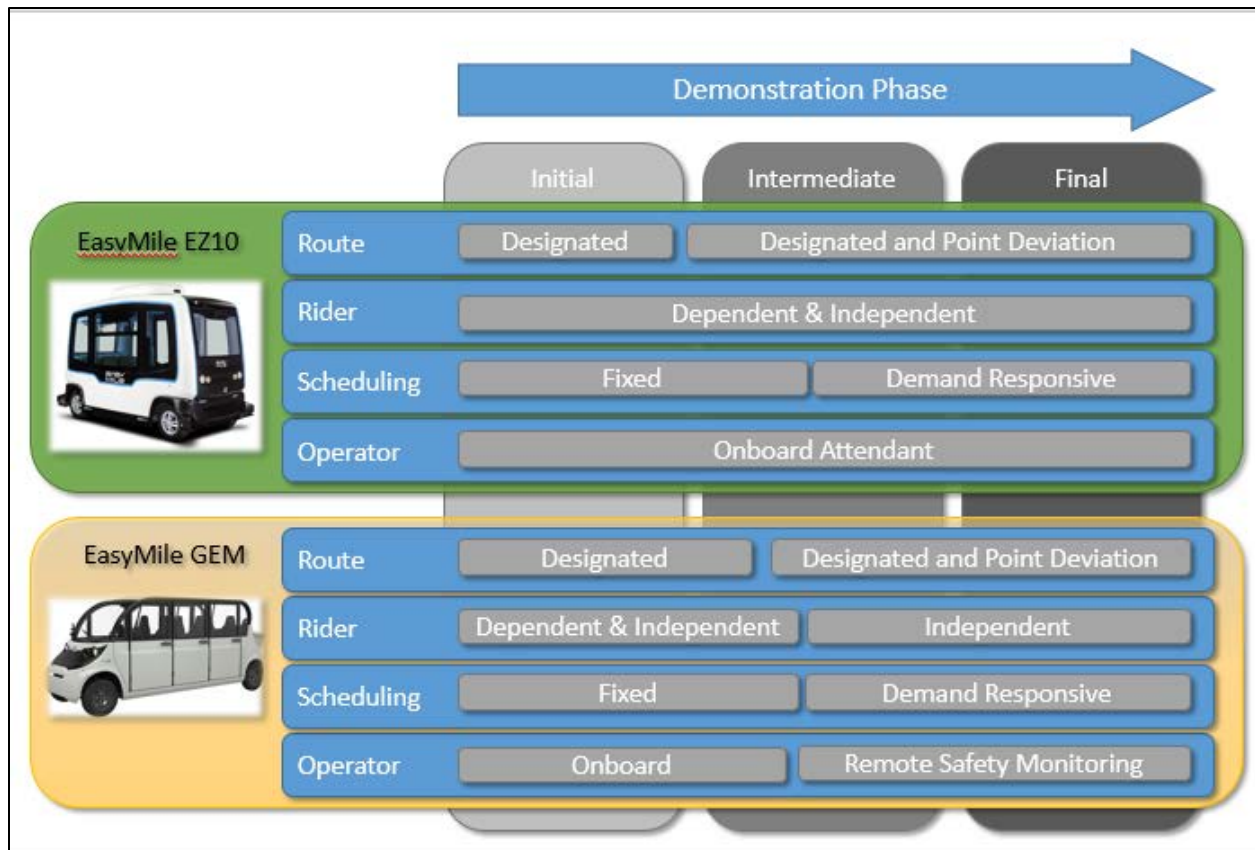 Demonstration Phase
Initial
Intermediate
Final
EasyMile EZ10
Route
Designated
Designated and Point Deviation
Rider
Dependent & Independent
Scheduling
Fixed
Demand Responsive
Operator
Onboard Attendant
EasyMile GEM
Route
Designated
Designated and Point Deviation
Rider
Dependent & Independent
Independent
Scheduling
Fixed
Demand Responsive
Operator
Onboard
Remote Safety Monitoring